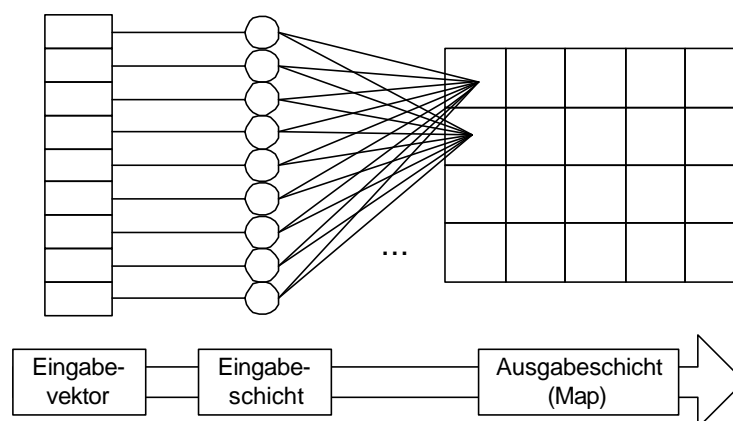 ...
Eingabe-
vektor
Eingabe-
schicht
Ausgabeschicht
(Map)